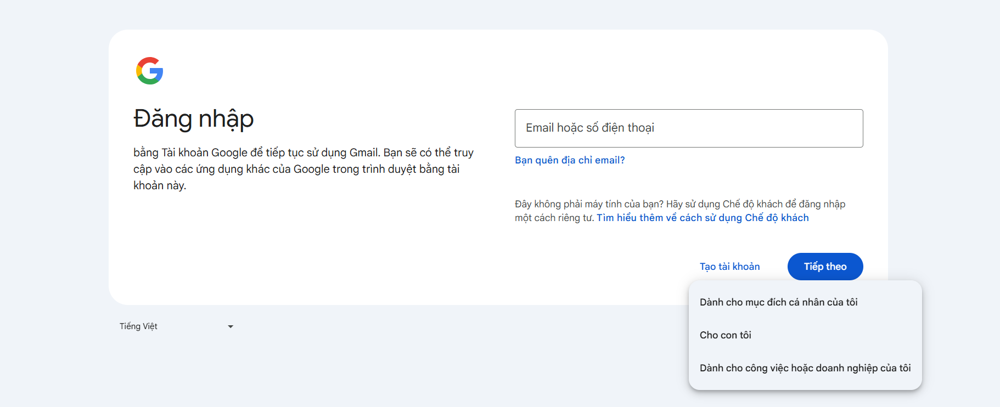 Đăng nhập
bằng Tài khoản Google để tiếp tục sử dụng Gmail. Bạn sẽ có thể truy
cập vào các ứng dụng khác của Google trong trình duyệt bằng tài
khoản này.
Email hoặc số điện thoại
Bạn quên địa chỉ email?
Đây không phải máy tính của bạn? Hãy sử dụng Chế độ khách để đăng nhập
một cách riêng tư. Tìm hiểu thêm về cách sử dụng Chế độ khách
Tạo tài khoản
Tiếp theo
Dành cho mục đích cá nhân của tôi
Cho con tôi
Dành cho công việc hoặc doanh nghiệp của tôi
Tiếng Việt